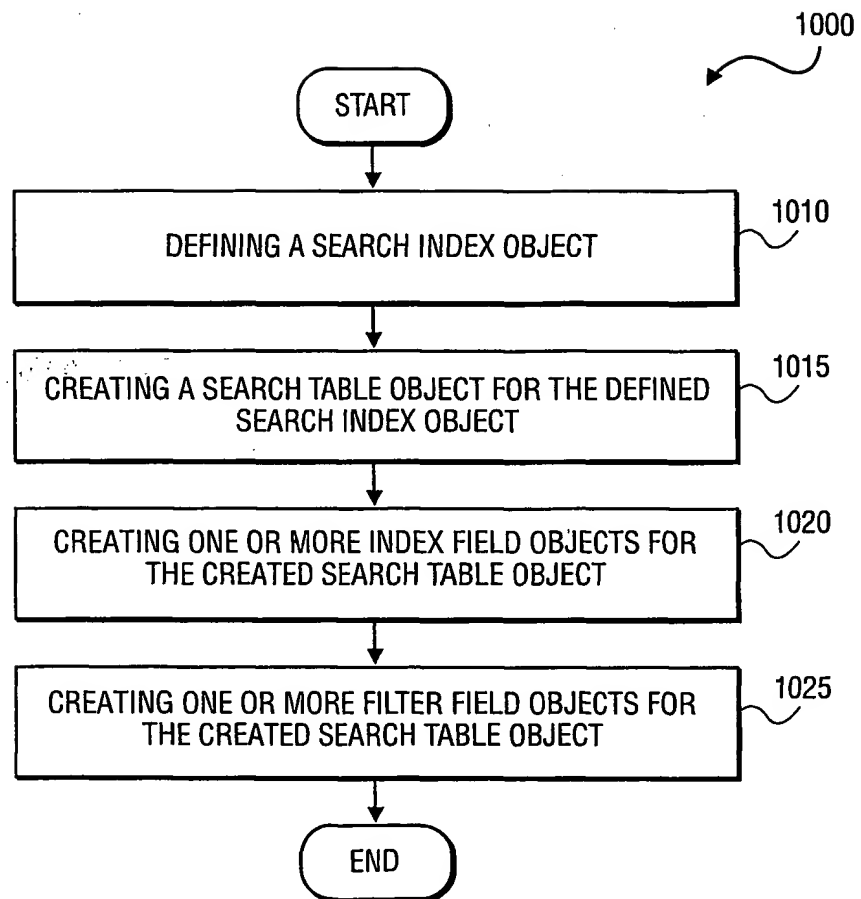 1000
START
DEFINING A SEARCH INDEX OBJECT
1010
CREATING A SEARCH TABLE OBJECT FOR THE DEFINED
SEARCH INDEX OBJECT
1015
CREATING ONE OR MORE INDEX FIELD OBJECTS FOR
THE CREATED SEARCH TABLE OBJECT
1020
CREATING ONE OR MORE FILTER FIELD OBJECTS FOR
THE CREATED SEARCH TABLE OBJECT
1025
END